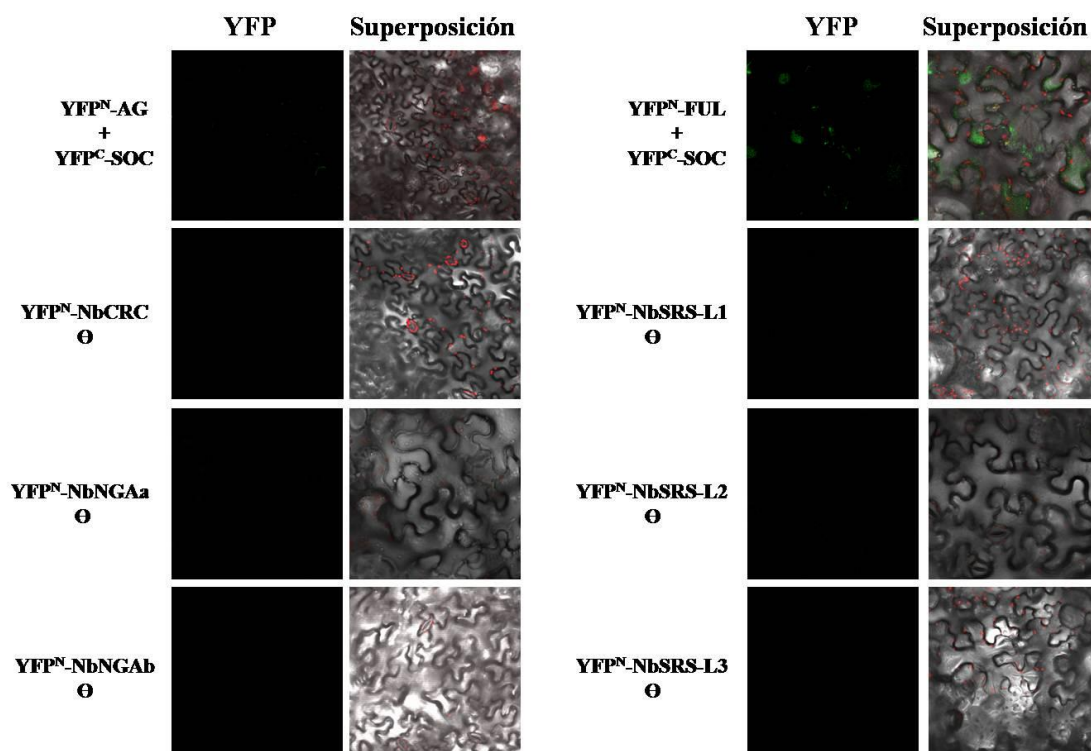 YFP Superposición
YFPᴺ-AG
+
YFPᶜ-SOC
YFPᴺ-NbCRC
Θ
YFPᴺ-NbNGAa
Θ
YFPᴺ-NbNGAb
Θ
YFP Superposición
YFPᴺ-FUL
+
YFPᶜ-SOC
YFPᴺ-NbSRS-L1
Θ
YFPᴺ-NbSRS-L2
Θ
YFPᴺ-NbSRS-L3
Θ